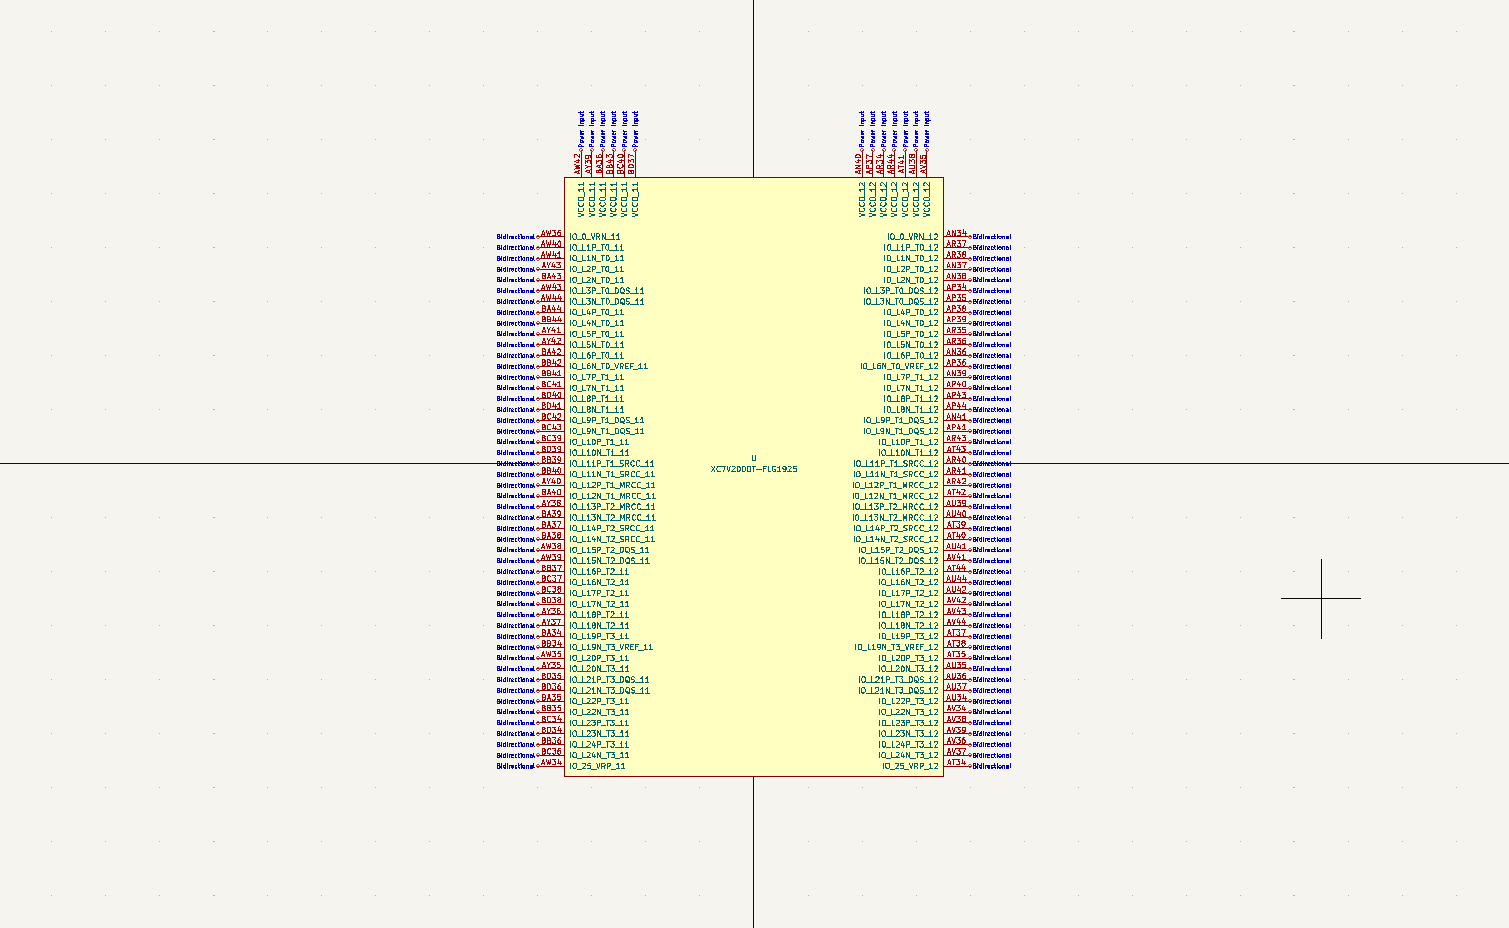 Power Input Power Input Power Input Power Input Power Input Power Input Power Input Power Input Power Input Power Input Power Input Power Input Power Input
AW42 AY39 BA36 BB43 BC40 BD37 AN40 AP37 AR34 AR44 AT41 AU38 AV35
VCCO_11 VCCO_11 VCCO_11 VCCO_11 VCCO_11 VCCO_11 VCCO_12 VCCO_12 VCCO_12 VCCO_12 VCCO_12 VCCO_12 VCCO_12
Bidirectional AW36 IO_0_VRN_11 IO_0_VRN_12 AN34 Bidirectional
Bidirectional AW40 IO_L1P_T0_11 IO_L1P_T0_12 AR37 Bidirectional
Bidirectional AW41 IO_L1N_T0_11 IO_L1N_T0_12 AR38 Bidirectional
Bidirectional AY43 IO_L2P_T0_11 IO_L2P_T0_12 AN37 Bidirectional
Bidirectional BA43 IO_L2N_T0_11 IO_L2N_T0_12 AN38 Bidirectional
Bidirectional AW43 IO_L3P_T0_DQS_11 IO_L3P_T0_DQS_12 AP34 Bidirectional
Bidirectional AW44 IO_L3N_T0_DQS_11 IO_L3N_T0_DQS_12 AP35 Bidirectional
Bidirectional BA44 IO_L4P_T0_11 IO_L4P_T0_12 AP38 Bidirectional
Bidirectional BB44 IO_L4N_T0_11 IO_L4N_T0_12 AP39 Bidirectional
Bidirectional AY41 IO_L5P_T0_11 IO_L5P_T0_12 AR35 Bidirectional
Bidirectional AY42 IO_L5N_T0_11 IO_L5N_T0_12 AR36 Bidirectional
Bidirectional BA42 IO_L6P_T0_11 IO_L6P_T0_12 AN36 Bidirectional
Bidirectional BB42 IO_L6N_T0_VREF_11 IO_L6N_T0_VREF_12 AP36 Bidirectional
Bidirectional BB41 IO_L7P_T1_11 IO_L7P_T1_12 AN39 Bidirectional
Bidirectional BC41 IO_L7N_T1_11 IO_L7N_T1_12 AP40 Bidirectional
Bidirectional BD40 IO_L8P_T1_11 IO_L8P_T1_12 AP43 Bidirectional
Bidirectional BD41 IO_L8N_T1_11 IO_L8N_T1_12 AP44 Bidirectional
Bidirectional BC42 IO_L9P_T1_DQS_11 IO_L9P_T1_DQS_12 AN41 Bidirectional
Bidirectional BC43 IO_L9N_T1_DQS_11 IO_L9N_T1_DQS_12 AP41 Bidirectional
Bidirectional BC39 IO_L10P_T1_11 IO_L10P_T1_12 AR43 Bidirectional
Bidirectional BD39 IO_L10N_T1_11 IO_L10N_T1_12 AT43 Bidirectional
U
Bidirectional BB39 IO_L11P_T1_SRCC_11 IO_L11P_T1_SRCC_12 AR40 Bidirectional
XC7V2000T-FLG1925
Bidirectional BB40 IO_L11N_T1_SRCC_11 IO_L11N_T1_SRCC_12 AR41 Bidirectional
Bidirectional AY40 IO_L12P_T1_MRCC_11 IO_L12P_T1_MRCC_12 AR42 Bidirectional
Bidirectional BA40 IO_L12N_T1_MRCC_11 IO_L12N_T1_MRCC_12 AT42 Bidirectional
Bidirectional AY38 IO_L13P_T2_MRCC_11 IO_L13P_T2_MRCC_12 AU39 Bidirectional
Bidirectional BA39 IO_L13N_T2_MRCC_11 IO_L13N_T2_MRCC_12 AU40 Bidirectional
Bidirectional BA37 IO_L14P_T2_SRCC_11 IO_L14P_T2_SRCC_12 AT39 Bidirectional
Bidirectional BA38 IO_L14N_T2_SRCC_11 IO_L14N_T2_SRCC_12 AT40 Bidirectional
Bidirectional AW38 IO_L15P_T2_DQS_11 IO_L15P_T2_DQS_12 AU41 Bidirectional
Bidirectional AW39 IO_L15N_T2_DQS_11 IO_L15N_T2_DQS_12 AV41 Bidirectional
Bidirectional BB37 IO_L16P_T2_11 IO_L16P_T2_12 AT44 Bidirectional
Bidirectional BC37 IO_L16N_T2_11 IO_L16N_T2_12 AU44 Bidirectional
Bidirectional BC38 IO_L17P_T2_11 IO_L17P_T2_12 AU42 Bidirectional
Bidirectional BD38 IO_L17N_T2_11 IO_L17N_T2_12 AV42 Bidirectional
Bidirectional AY36 IO_L18P_T2_11 IO_L18P_T2_12 AV43 Bidirectional
Bidirectional AY37 IO_L18N_T2_11 IO_L18N_T2_12 AV44 Bidirectional
Bidirectional BA34 IO_L19P_T3_11 IO_L19P_T3_12 AT37 Bidirectional
Bidirectional BB34 IO_L19N_T3_VREF_11 IO_L19N_T3_VREF_12 AT38 Bidirectional
Bidirectional AW35 IO_L20P_T3_11 IO_L20P_T3_12 AT35 Bidirectional
Bidirectional AY35 IO_L20N_T3_11 IO_L20N_T3_12 AU35 Bidirectional
Bidirectional BD35 IO_L21P_T3_DQS_11 IO_L21P_T3_DQS_12 AU36 Bidirectional
Bidirectional BD36 IO_L21N_T3_DQS_11 IO_L21N_T3_DQS_12 AU37 Bidirectional
Bidirectional BA35 IO_L22P_T3_11 IO_L22P_T3_12 AU34 Bidirectional
Bidirectional BB35 IO_L22N_T3_11 IO_L22N_T3_12 AV34 Bidirectional
Bidirectional BC34 IO_L23P_T3_11 IO_L23P_T3_12 AV38 Bidirectional
Bidirectional BD34 IO_L23N_T3_11 IO_L23N_T3_12 AV39 Bidirectional
Bidirectional BB36 IO_L24P_T3_11 IO_L24P_T3_12 AV36 Bidirectional
Bidirectional BC36 IO_L24N_T3_11 IO_L24N_T3_12 AV37 Bidirectional
Bidirectional AW34 IO_25_VRP_11 IO_25_VRP_12 AT34 Bidirectional